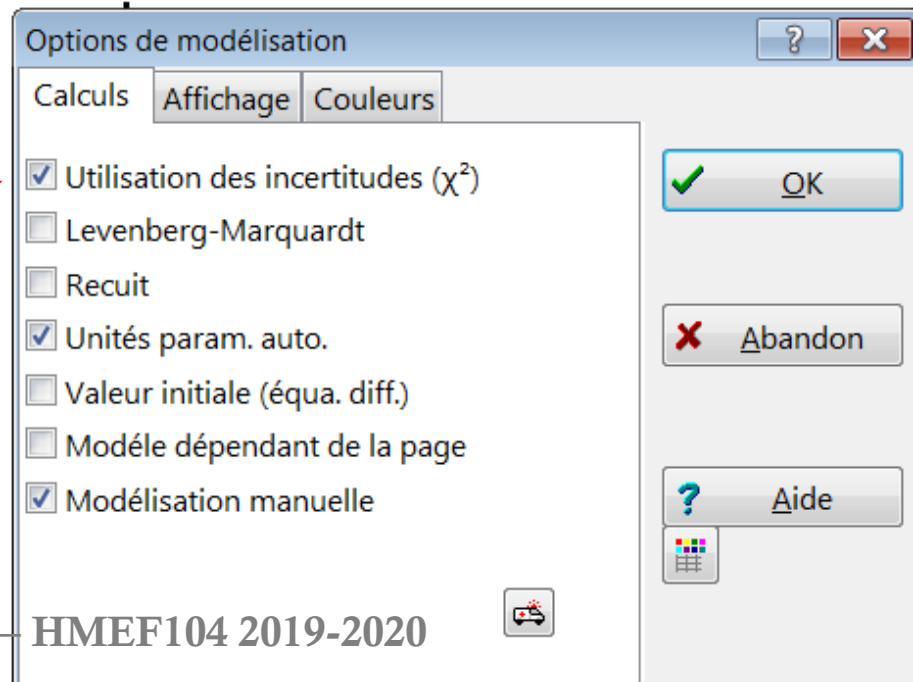 Options de modélisation
Calculs Affichage Couleurs
Utilisation des incertitudes (χ²)
OK
Levenberg-Marquardt
Recuit
Unités param. auto.
Abandon
Valeur initiale (équa. diff.)
Modéle dépendant de la page
Modélisation manuelle
Aide
HMEF104 2019-2020